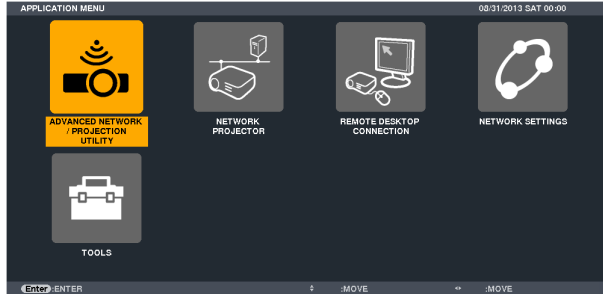 APPLICATION MENU
08/31/2013 SAT 00:00
ADVANCED NETWORK
/ PROJECTION
UTILITY
NETWORK
PROJECTOR
REMOTE DESKTOP
CONNECTION
NETWORK SETTINGS
TOOLS
Enter :ENTER
:MOVE
:MOVE